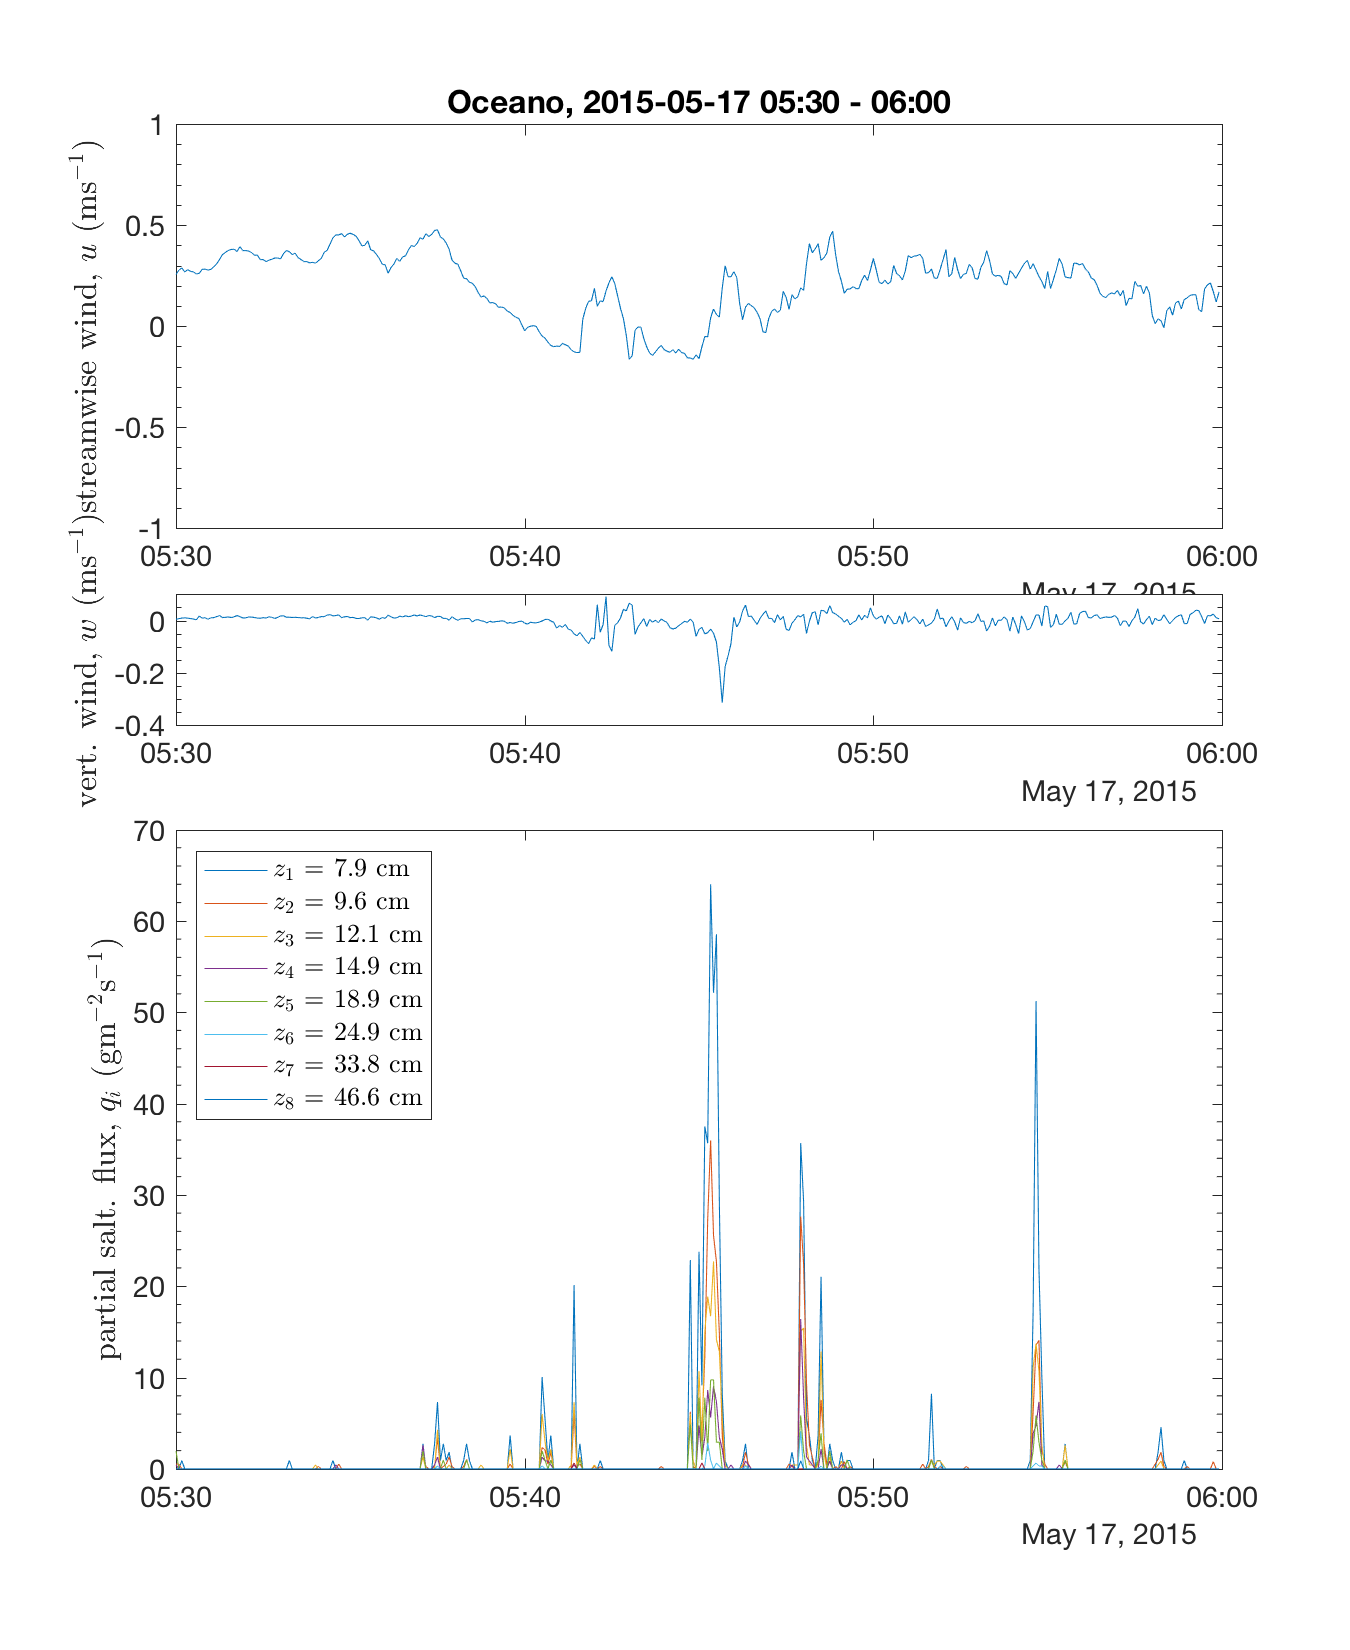 Oceano, 2015-05-17 05:30 - 06:00
streamwise wind, u (ms⁻¹)
1
0.5
0
-0.5
-1
05:30 05:40 05:50 06:00
May 17, 2015
vert. wind, w (ms⁻¹)
0
-0.2
-0.4
05:30 05:40 05:50 06:00
May 17, 2015
partial salt. flux, qᵢ (gm⁻²s⁻¹)
70
60
50
40
30
20
10
0
z₁ = 7.9 cm
z₂ = 9.6 cm
z₃ = 12.1 cm
z₄ = 14.9 cm
z₅ = 18.9 cm
z₆ = 24.9 cm
z₇ = 33.8 cm
z₈ = 46.6 cm
05:30 05:40 05:50 06:00
May 17, 2015